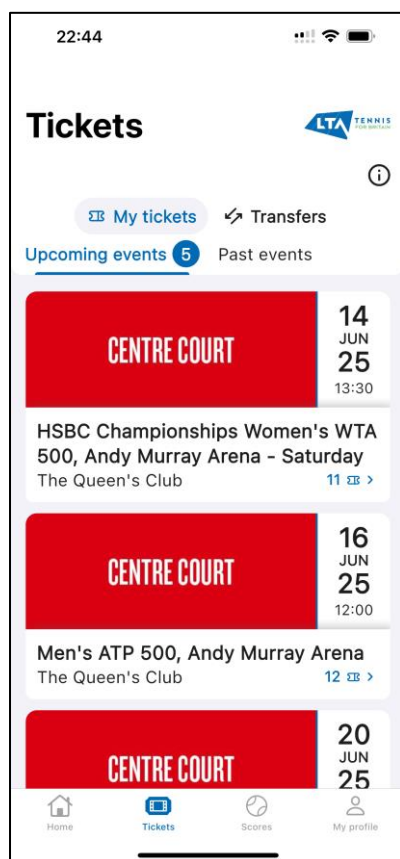 22:44
Tickets
LTA TENNIS
FOR BRITAIN
My tickets Transfers
Upcoming events 5 Past events
CENTRE COURT
14
JUN
25
13:30
HSBC Championships Women's WTA
500, Andy Murray Arena - Saturday
The Queen's Club 11 >
CENTRE COURT
16
JUN
25
12:00
Men's ATP 500, Andy Murray Arena
The Queen's Club 12 >
CENTRE COURT
20
JUN
25
Home Tickets Scores My profile